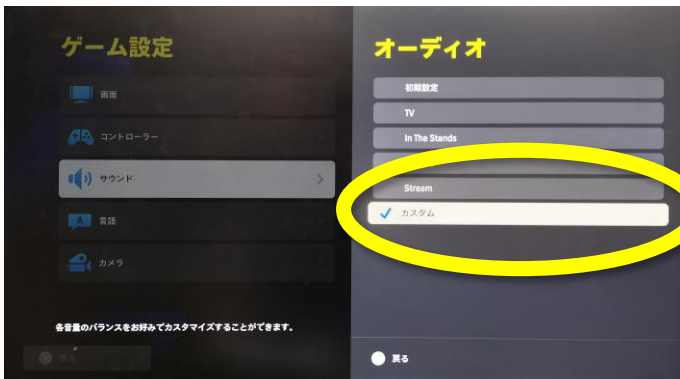 ゲーム設定
画面
コントローラー
サウンド
言語
カメラ
各音量のバランスをお好みでカスタマイズすることができます。
戻る
オーディオ
初期設定
TV
In The Stands
Stream
カスタム
戻る